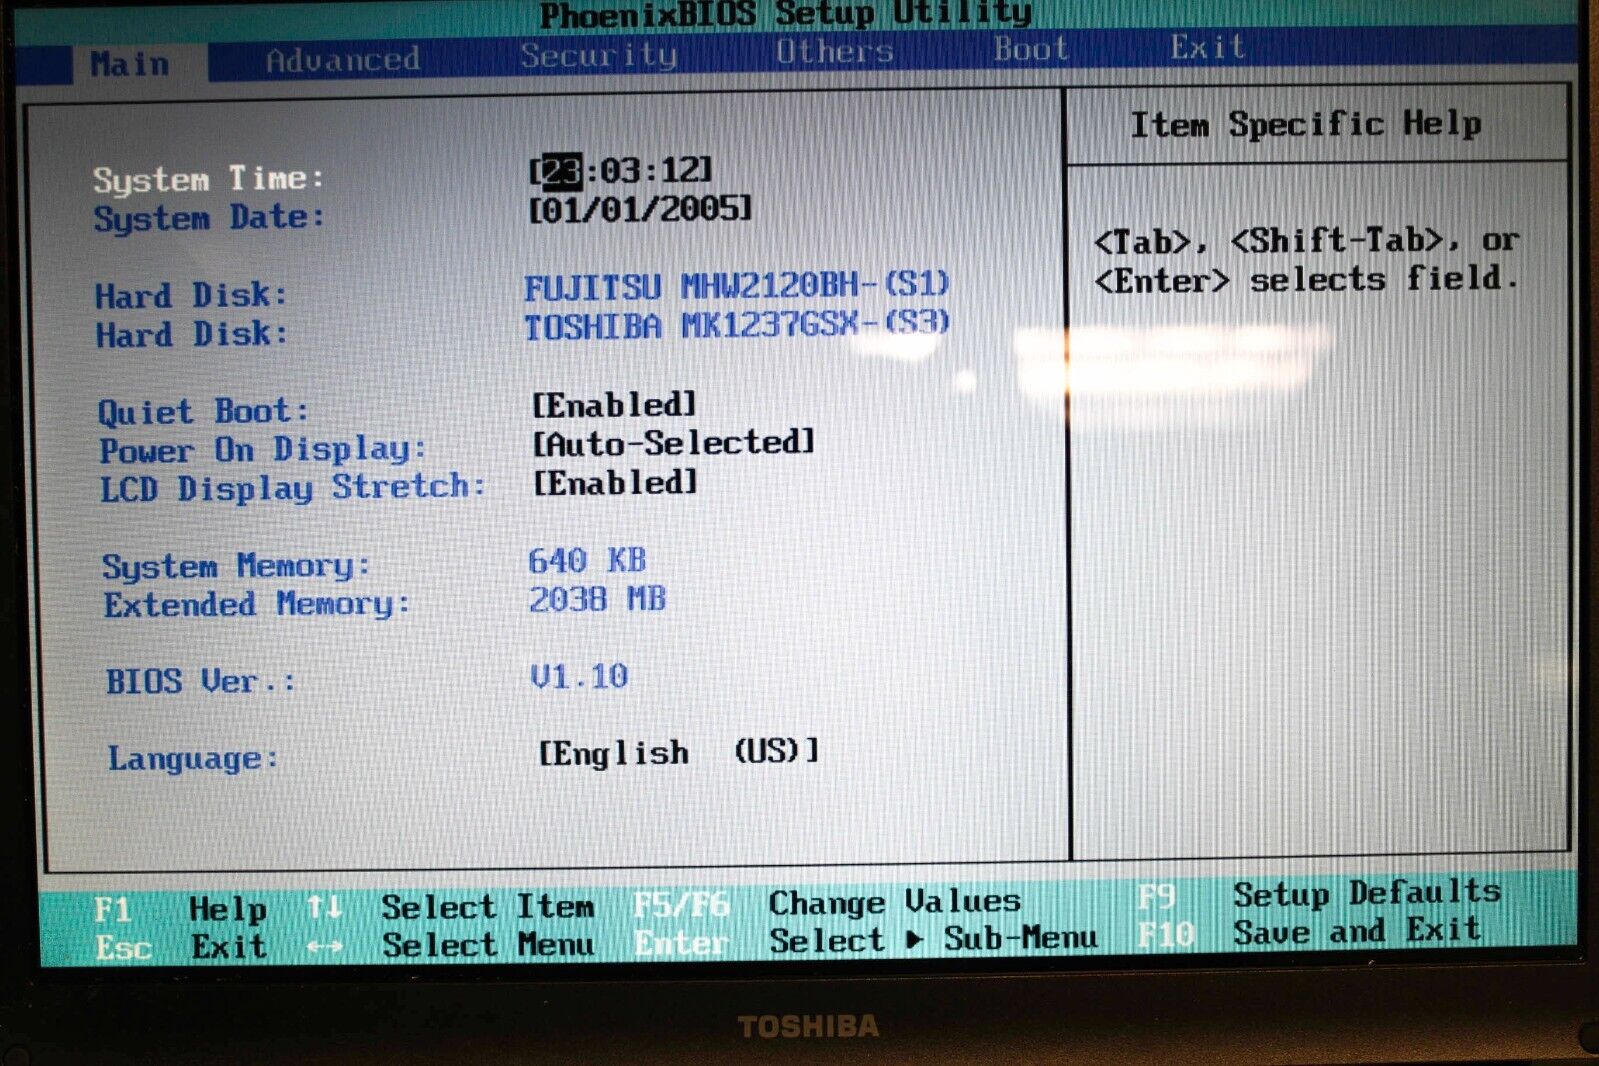 PhoenixBIOS Setup Utility
Main Advanced Security Others Boot Exit
Item Specific Help
System Time: [23:03:12]
System Date: [01/01/2005]
<Tab>, <Shift-Tab>, or
<Enter> selects field.
Hard Disk: FUJITSU MHW2120BH-(S1)
Hard Disk: TOSHIBA MK1237GSX-(S3)
Quiet Boot: [Enabled]
Power On Display: [Auto-Selected]
LCD Display Stretch: [Enabled]
System Memory: 640 KB
Extended Memory: 2038 MB
BIOS Ver.: V1.10
Language: [English (US)]
F1 Help ↑↓ Select Item F5/F6 Change Values F9 Setup Defaults
Esc Exit ↔ Select Menu Enter Select ▶ Sub-Menu F10 Save and Exit
TOSHIBA